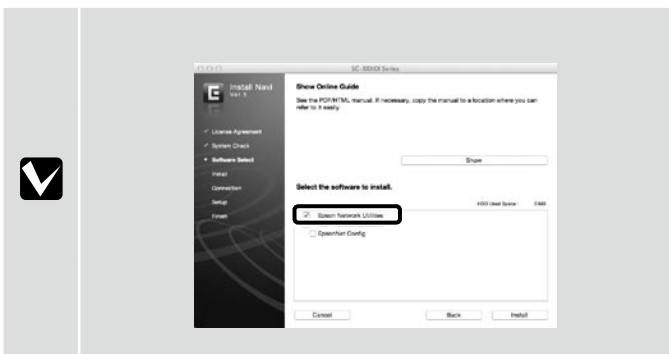 SC-XXXXX Series
Install Navi
Ver. 1
License Agreement
System Check
Software Select
Install
Connection
Setup
Finish
Show Online Guide
See the PDF/HTML manual. If necessary, copy the manual to a location where you can
refer to it easily.
Show
Select the software to install.
HDD Used Space :
Epson Network Utilities
EpsonNet Config
Cancel
Back
Install